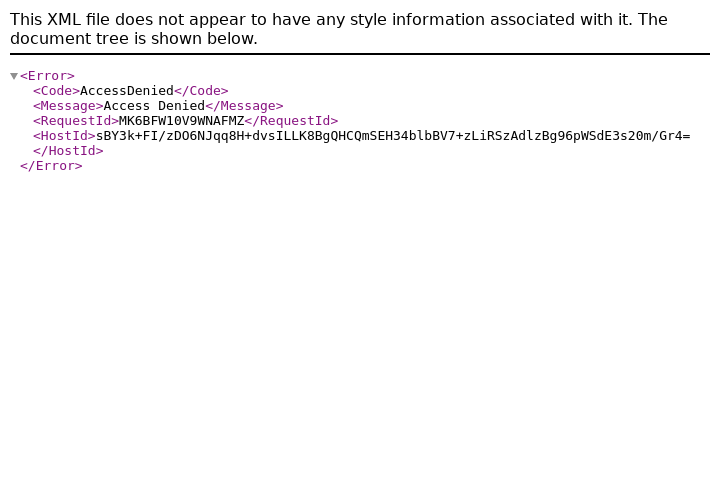 This XML file does not appear to have any style information associated with it. The
document tree is shown below.
<Error>
<Code>AccessDenied</Code>
<Message>Access Denied</Message>
<RequestId>MK6BFW10V9WNAFMZ</RequestId>
<HostId>sBY3k+FI/zDO6NJqq8H+dvsILLK8BgQHCQmSEH34blbBV7+zLiRSzAdlzBg96pWSdE3s20m/Gr4=
</HostId>
</Error>